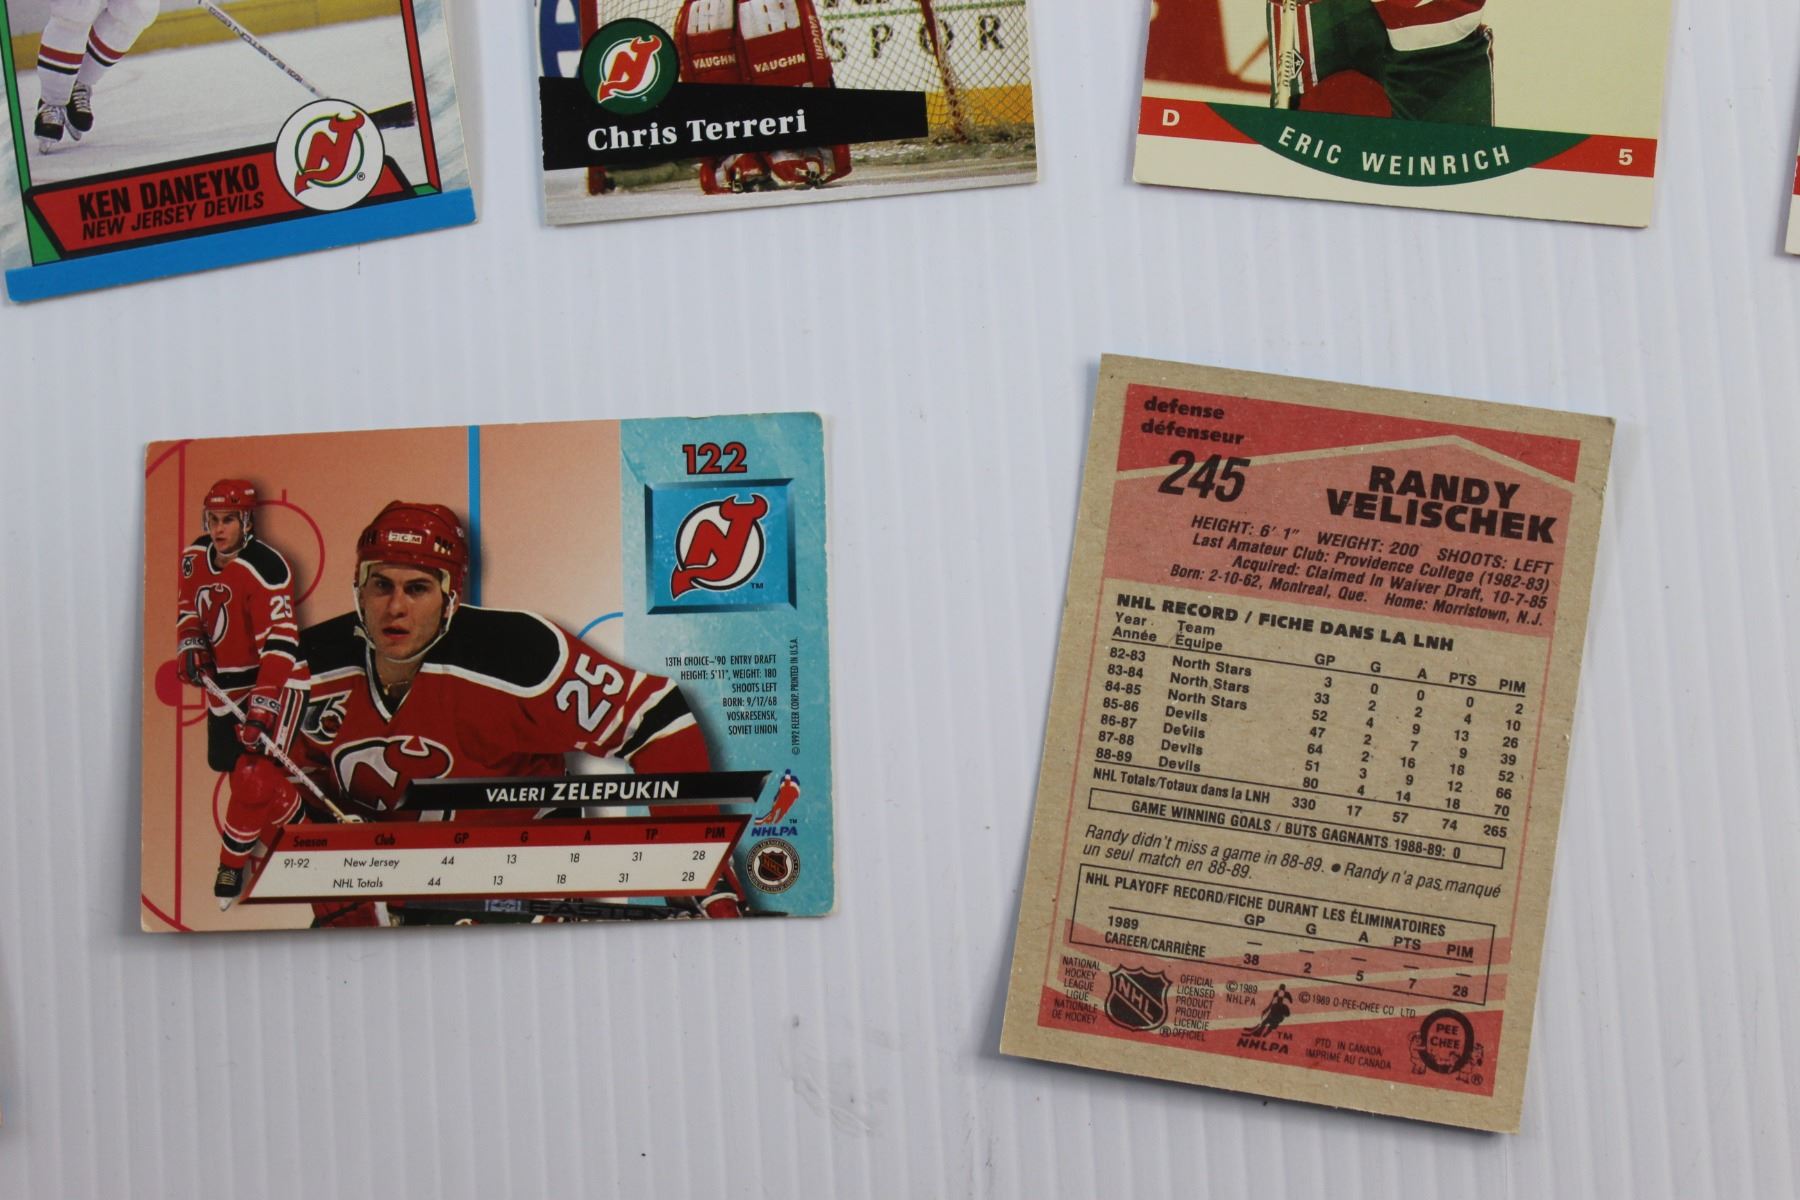 KEN DANEYKO
NEW JERSEY DEVILS
VAUGHN VAUGHN
SPOR
Chris Terreri
D
ERIC WEINRICH
5
122
TM
13TH CHOICE–'90 ENTRY DRAFT
HEIGHT: 5'11", WEIGHT: 180
SHOOTS LEFT
BORN: 9/17/68
VOSKRESENSK,
SOVIET UNION
©1992 FLEER CORP. PRINTED IN U.S.A.
CCM
25
25
75
VALERI ZELEPUKIN
NHLPA
Season Club GP G A TP PIM
91-92 New Jersey 44 13 18 31 28
NHL Totals 44 13 18 31 28
EASTON
defense
défenseur
245
RANDY
VELISCHEK
HEIGHT: 6' 1" WEIGHT: 200 SHOOTS: LEFT
Last Amateur Club: Providence College (1982-83)
Acquired: Claimed In Waiver Draft, 10-7-85
Born: 2-10-62, Montreal, Que. Home: Morristown, N.J.
NHL RECORD / FICHE DANS LA LNH
Year Team
Année Équipe GP G A PTS PIM
82-83 North Stars 3 0 0 0 2
83-84 North Stars 33 2 2 4 10
84-85 North Stars 52 4 9 13 26
85-86 Devils 47 2 7 9 39
86-87 Devils 64 2 16 18 52
87-88 Devils 51 3 9 12 66
88-89 Devils 80 4 14 18 70
NHL Totals/Totaux dans la LNH 330 17 57 74 265
GAME WINNING GOALS / BUTS GAGNANTS 1988-89: 0
Randy didn't miss a game in 88-89. ● Randy n'a pas manqué
un seul match en 88-89.
NHL PLAYOFF RECORD/FICHE DURANT LES ÉLIMINATOIRES
GP G A PTS PIM
1989 — — — — —
CAREER/CARRIÈRE 38 2 5 7 28
NATIONAL
HOCKEY
LEAGUE
LIGUE
NATIONALE
DE HOCKEY
NHL
OFFICIAL
LICENSED
PRODUCT
PRODUIT
LICENCIE
OFFICIEL
©1989
NHLPA
TM
NHLPA
©1989 O-PEE-CHEE CO. LTD.
PTD. IN CANADA/
IMPRIMÉ AU CANADA
O
PEE
CHEE